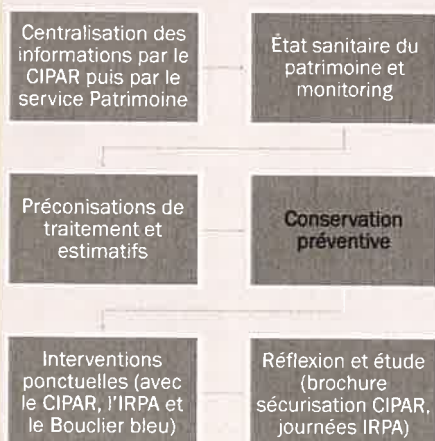 Centralisation des
informations par le
CIPAR puis par le
service Patrimoine
État sanitaire du
patrimoine et
monitoring
Préconisations de
traitement et
estimatifs
Conservation
préventive
Interventions
ponctuelles (avec
le CIPAR, l'IRPA et
le Bouclier bleu)
Réflexion et étude
(brochure
sécurisation CIPAR,
journées IRPA)